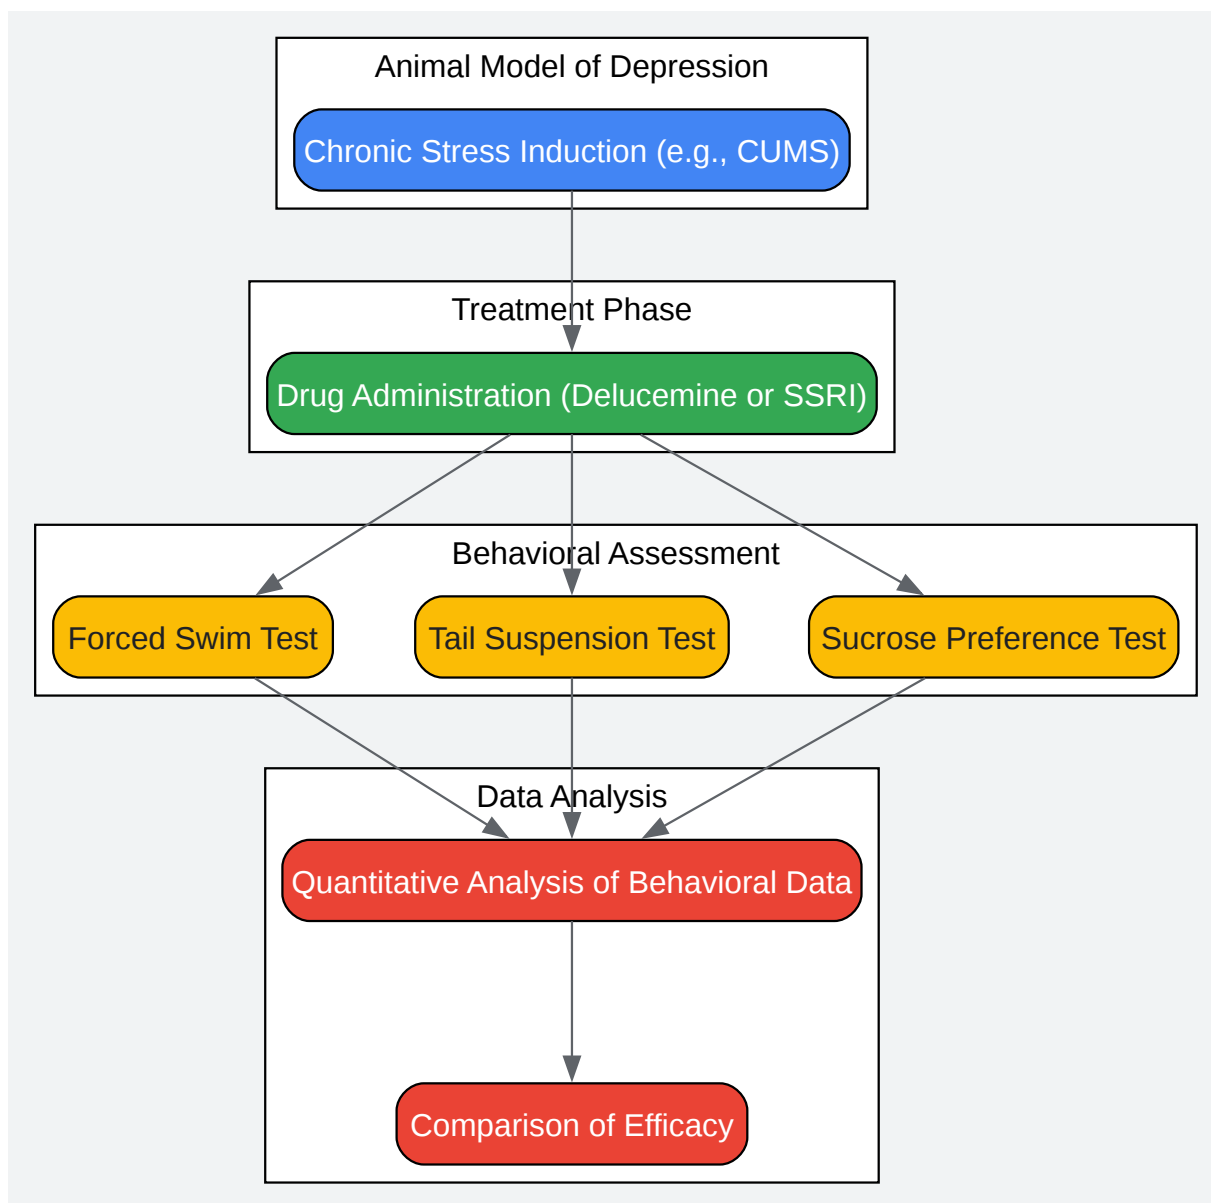 Animal Model of Depression
Chronic Stress Induction (e.g., CUMS)
Treatment Phase
Drug Administration (Delucemine or SSRI)
Behavioral Assessment
Forced Swim Test
Tail Suspension Test
Sucrose Preference Test
Data Analysis
Quantitative Analysis of Behavioral Data
Comparison of Efficacy